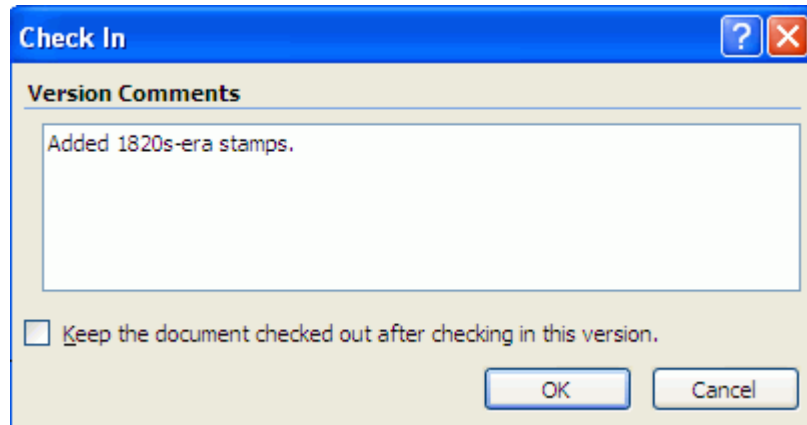 Check In
Version Comments
Added 1820s-era stamps.
Keep the document checked out after checking in this version.
OK Cancel